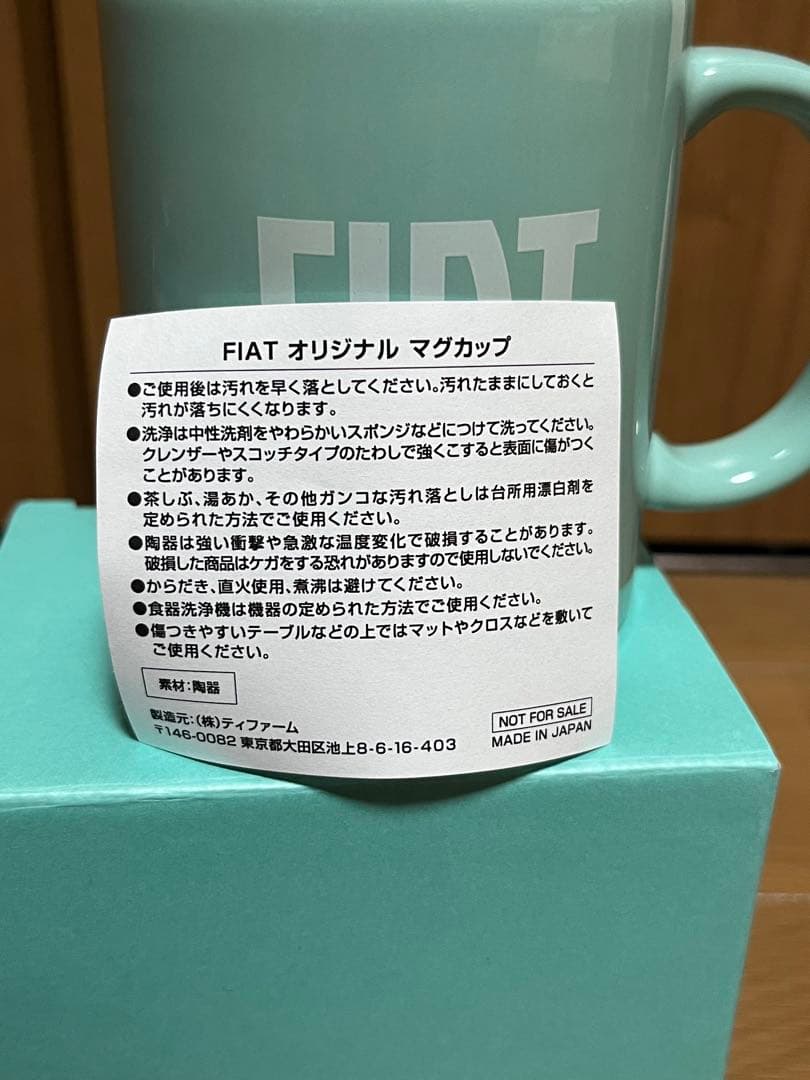 FIAT
FIAT オリジナル マグカップ
●ご使用後は汚れを早く落としてください。汚れたままにしておくと
汚れが落ちにくくなります。
●洗浄は中性洗剤をやわらかいスポンジなどにつけて洗ってください。
クレンザーやスコッチタイプのたわしで強くこすると表面に傷がつく
ことがあります。
●茶しぶ、湯あか、その他ガンコな汚れ落としは台所用漂白剤を
定められた方法でご使用ください。
●陶器は強い衝撃や急激な温度変化で破損することがあります。
破損した商品はケガをする恐れがありますので使用しないでください。
●からだき、直火使用、煮沸は避けてください。
●食器洗浄機は機器の定められた方法でご使用ください。
●傷つきやすいテーブルなどの上ではマットやクロスなどを敷いて
ご使用ください。
素材：陶器
製造元：(株)ティファーム
〒146-0082 東京都大田区池上8-6-16-403
NOT FOR SALE
MADE IN JAPAN